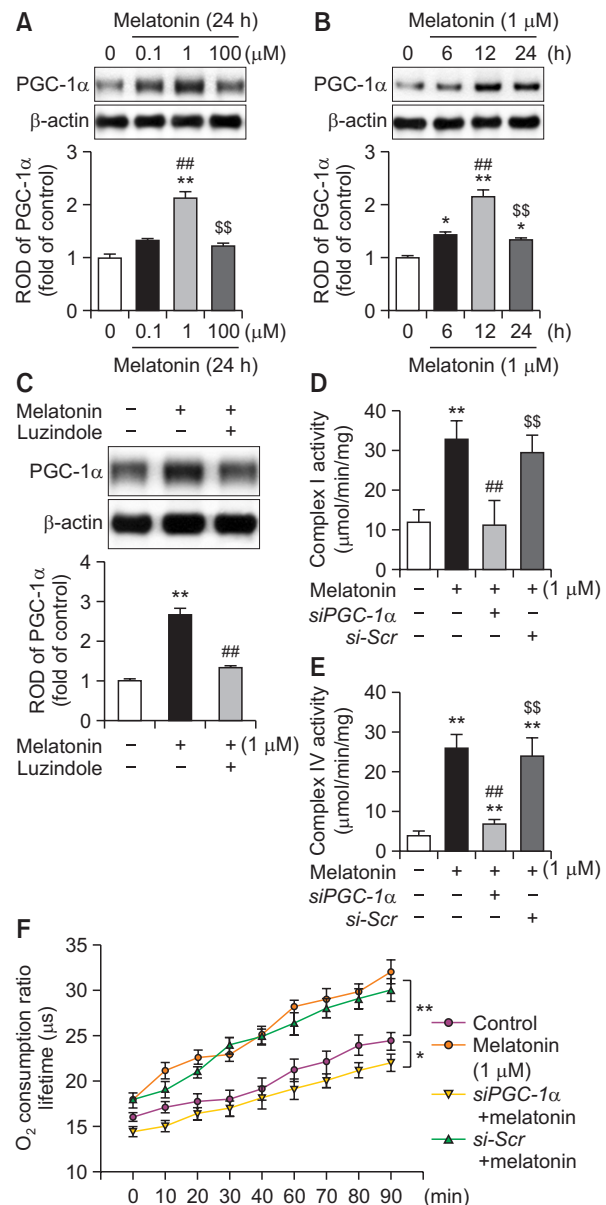 A
Melatonin (24 h)
0 0.1 1 100 (μM)
PGC-1α
β-actin
ROD of PGC-1α
(fold of control)
3
2
1
0
##
**
$$
0 0.1 1 100 (μM)
Melatonin (24 h)
B
Melatonin (1 μM)
0 6 12 24 (h)
PGC-1α
β-actin
ROD of PGC-1α
(fold of control)
3
2
1
0
*
##
**
$$
*
0 6 12 24 (h)
Melatonin (1 μM)
C
Melatonin − + +
Luzindole +
PGC-1α
β-actin
ROD of PGC-1α
(fold of control)
4
3
2
1
0
**
##
Melatonin − + + (1 μM)
Luzindole − − +
D
Complex I activity
(μmol/min/mg)
40
30
20
10
0
**
##
$$
Melatonin − + + + (1 μM)
siPGC-1α − − + −
si-Scr − − − +
E
Complex IV activity
(μmol/min/mg)
40
30
20
10
0
**
##
**
$$
**
Melatonin − + + + (1 μM)
siPGC-1α − − + −
si-Scr − − − +
F
O2 consumption ratio
lifetime (μs)
35
30
25
20
15
10
0 10 20 30 40 60 70 80 90 (min)
**
*
Control
Melatonin
(1 μM)
siPGC-1α
+melatonin
si-Scr
+melatonin